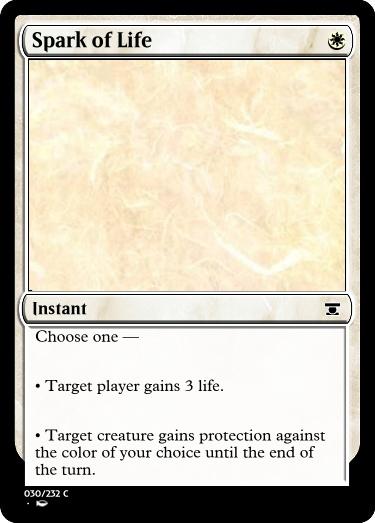 Spark of Life
Instant
Choose one —
• Target player gains 3 life.
• Target creature gains protection against
the color of your choice until the end of
the turn.
030/232 C